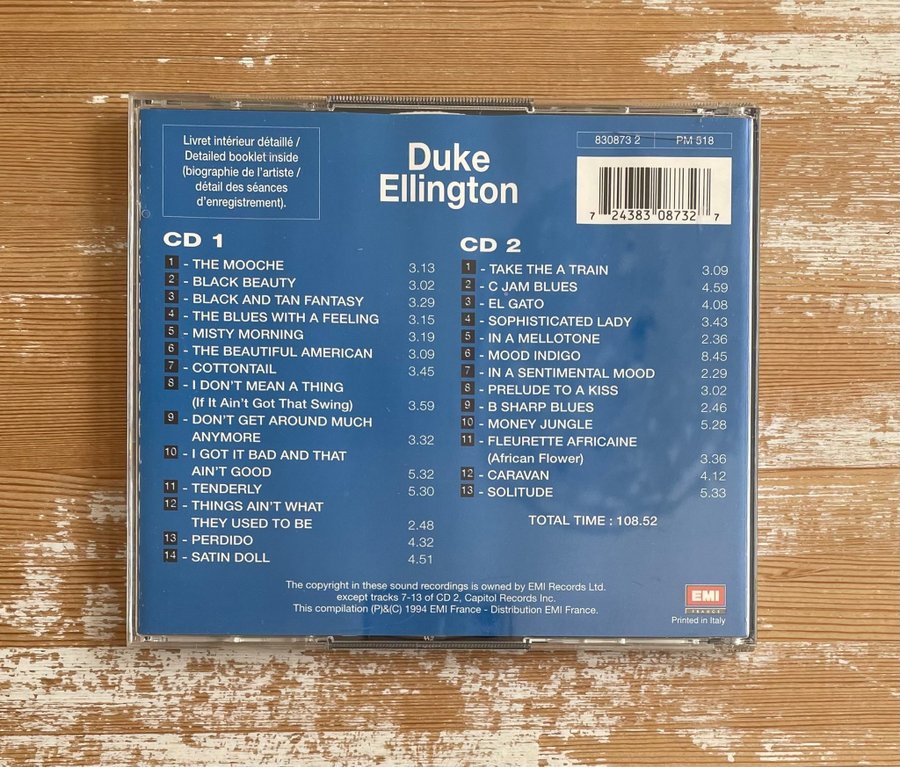 Livret intérieur détaillé /
Detailed booklet inside
(biographie de l'artiste /
détail des séances
d'enregistrement).
Duke
Ellington
830873 2 PM 518
7 24383 08732 7
CD 1
1 - THE MOOCHE 3.13
2 - BLACK BEAUTY 3.02
3 - BLACK AND TAN FANTASY 3.29
4 - THE BLUES WITH A FEELING 3.15
5 - MISTY MORNING 3.19
6 - THE BEAUTIFUL AMERICAN 3.09
7 - COTTONTAIL 3.45
8 - I DON'T MEAN A THING
(If It Ain't Got That Swing) 3.59
9 - DON'T GET AROUND MUCH
ANYMORE 3.32
10 - I GOT IT BAD AND THAT
AIN'T GOOD 5.32
11 - TENDERLY 5.30
12 - THINGS AIN'T WHAT
THEY USED TO BE 2.48
13 - PERDIDO 4.32
14 - SATIN DOLL 4.51
CD 2
1 - TAKE THE A TRAIN 3.09
2 - C JAM BLUES 4.59
3 - EL GATO 4.08
4 - SOPHISTICATED LADY 3.43
5 - IN A MELLOTONE 2.36
6 - MOOD INDIGO 8.45
7 - IN A SENTIMENTAL MOOD 2.29
8 - PRELUDE TO A KISS 3.02
9 - B SHARP BLUES 2.46
10 - MONEY JUNGLE 5.28
11 - FLEURETTE AFRICAINE
(African Flower) 3.36
12 - CARAVAN 4.12
13 - SOLITUDE 5.33
TOTAL TIME : 108.52
The copyright in these sound recordings is owned by EMI Records Ltd.
except tracks 7-13 of CD 2, Capitol Records Inc.
This compilation (P)&(C) 1994 EMI France - Distribution EMI France.
EMI
FRANCE
Printed in Italy